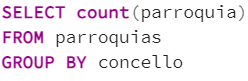 SELECT count(parroquia)
FROM parroquias
GROUP BY concello